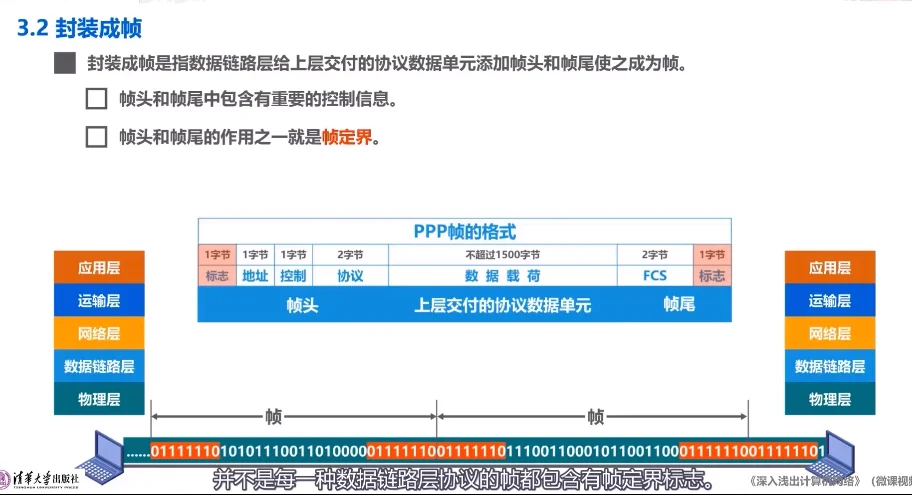 3.2 封装成帧
封装成帧是指数据链路层给上层交付的协议数据单元添加帧头和帧尾使之成为帧。
帧头和帧尾中包含有重要的控制信息。
帧头和帧尾的作用之一就是帧定界。
PPP帧的格式
1字节 1字节 1字节 2字节 不超过1500字节 2字节 1字节
标志 地址 控制 协议 数据载荷 FCS 标志
帧头 上层交付的协议数据单元 帧尾
应用层 应用层
运输层 运输层
网络层 网络层
数据链路层 数据链路层
物理层 物理层
帧 帧
......01111110101011100110100000111111001111110111001100010110011000111111001111101
并不是每一种数据链路层协议的帧都包含有帧定界标志。
清华大学出版社
TSINGHUA UNIVERSITY PRESS
《深入浅出计算机网络》(微课视频